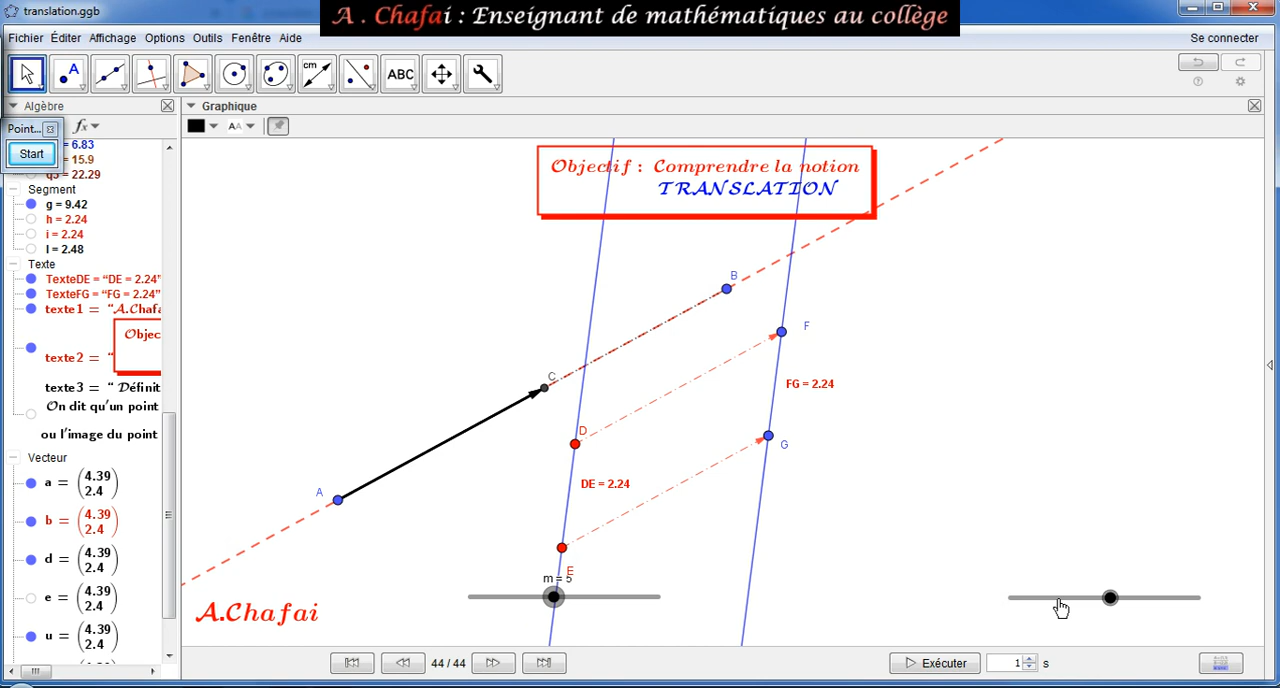 translation.ggb
A . Chafai : Enseignant de mathématiques au collège
Fichier Éditer Affichage Options Outils Fenêtre Aide
Se connecter
cm
A
ABC
Algèbre
Graphique
Point...
fx
AA
Start
= 6.83
= 15.9
= 22.29
Segment
g = 9.42
h = 2.24
i = 2.24
l = 2.48
Texte
TexteDE = “DE = 2.24”
TexteFG = “FG = 2.24”
texte1 = “A.Chafa
Objec
texte2 = “
texte3 = “ Définit
On dit qu'un point
ou l'image du point
Vecteur
a = (4.39
2.4)
b = (4.39
2.4)
d = (4.39
2.4)
e = (4.39
2.4)
u = (4.39
2.4)
Objectif : Comprendre la notion
TRANSLATION
B
F
C
FG = 2.24
D
G
DE = 2.24
A
E
m = 5
A.Chafai
44 / 44
Exécuter
1 s